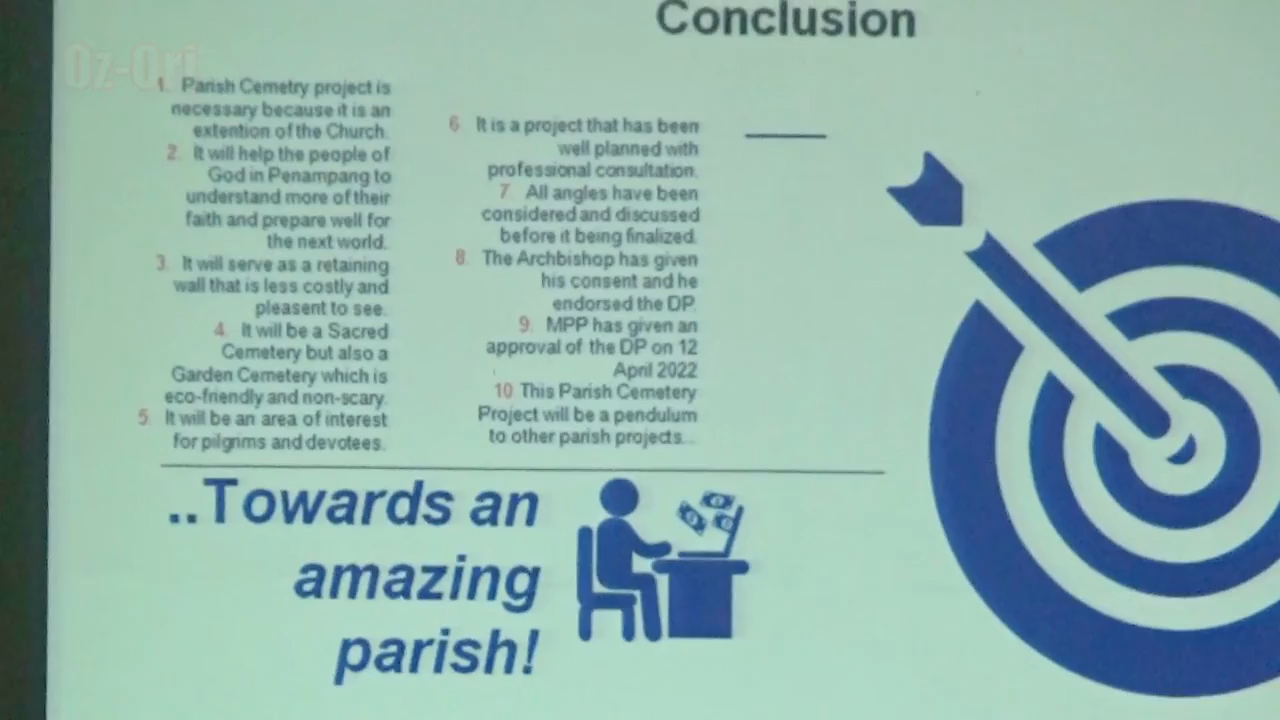 Conclusion
Oz-Ori
1. Parish Cemetry project is
necessary because it is an
extention of the Church.
2. It will help the people of
God in Penampang to
understand more of their
faith and prepare well for
the next world.
3. It will serve as a retaining
wall that is less costly and
pleasent to see.
4. It will be a Sacred
Cemetery but also a
Garden Cemetery which is
eco-friendly and non-scary.
5. It will be an area of interest
for pilgrims and devotees.
6. It is a project that has been
well planned with
professional consultation.
7. All angles have been
considered and discussed
before it being finalized.
8. The Archbishop has given
his consent and he
endorsed the DP.
9. MPP has given an
approval of the DP on 12
April 2022
10 This Parish Cemetery
Project will be a pendulum
to other parish projects...
..Towards an
amazing
parish!